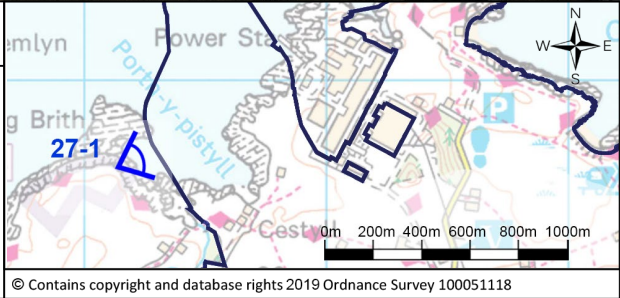 emlyn
Power Sta
N
W E
S
Porth-y-pistyll
g Brith
27-1
P
Cestyll
0m 200m 400m 600m 800m 1000m
© Contains copyright and database rights 2019 Ordnance Survey 100051118